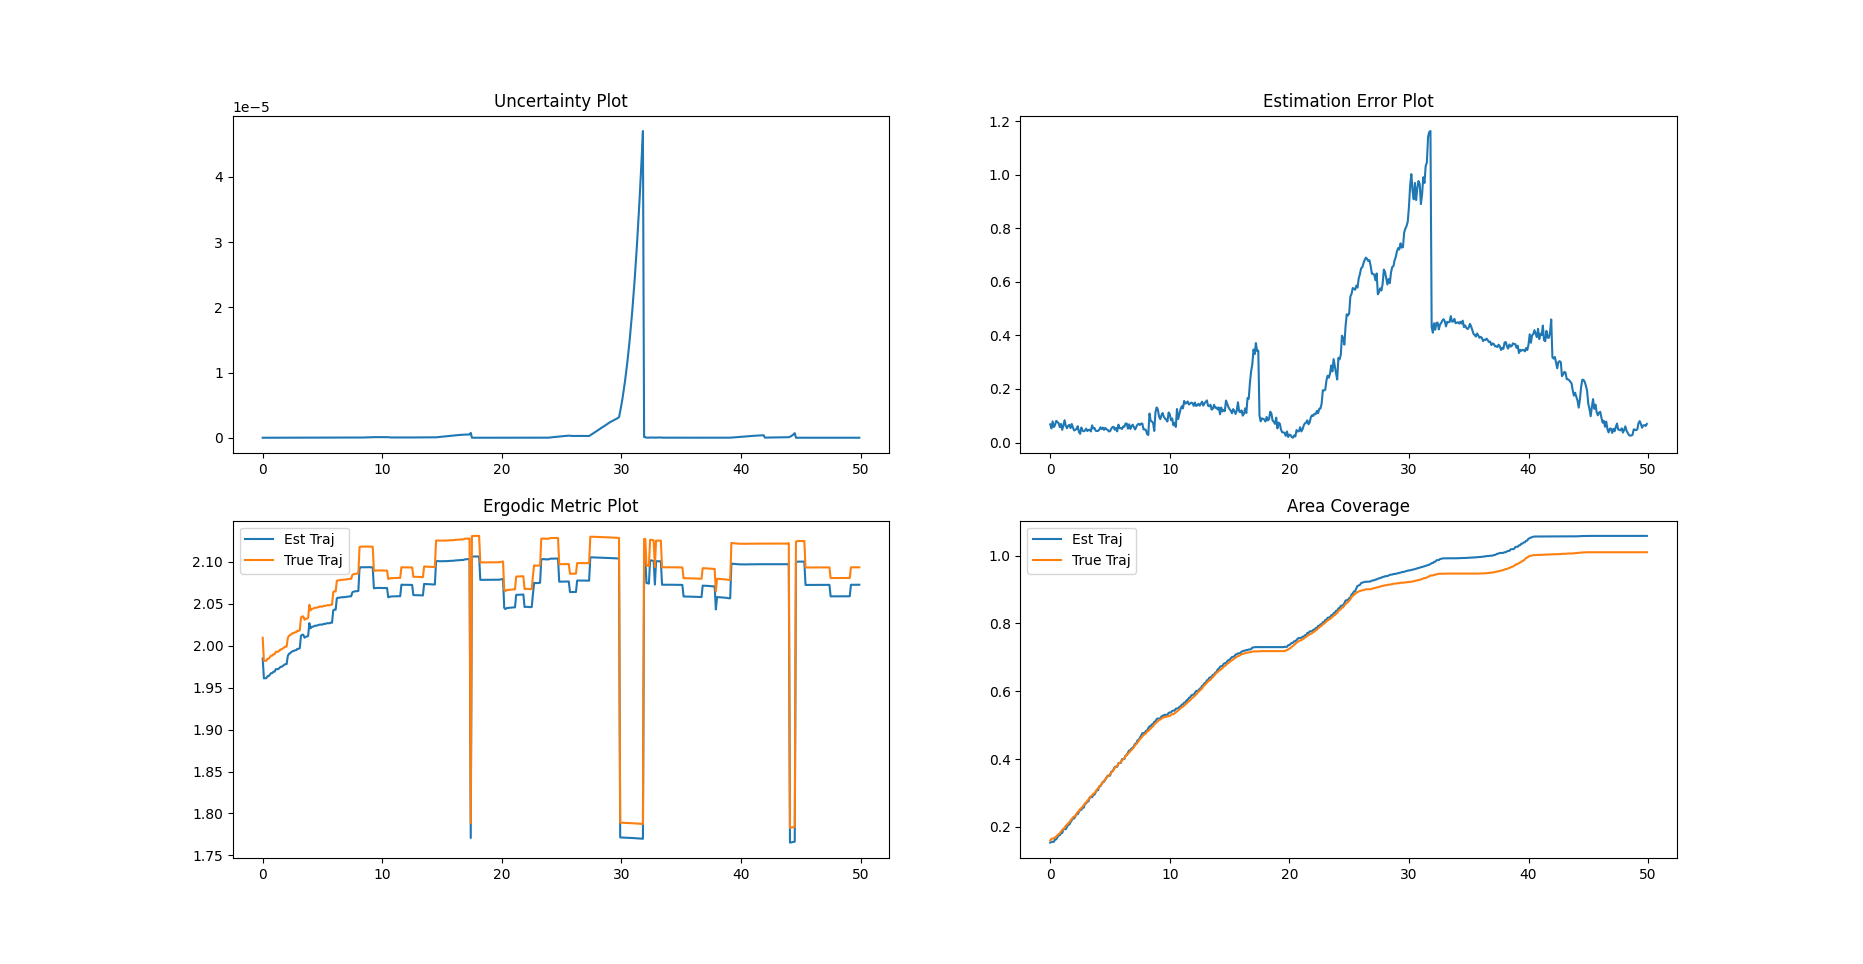 Uncertainty Plot
1e−5
4
3
2
1
0
0 10 20 30 40 50
Estimation Error Plot
1.2
1.0
0.8
0.6
0.4
0.2
0.0
0 10 20 30 40 50
Ergodic Metric Plot
Est Traj
True Traj
2.10
2.05
2.00
1.95
1.90
1.85
1.80
1.75
0 10 20 30 40 50
Area Coverage
Est Traj
True Traj
1.0
0.8
0.6
0.4
0.2
0 10 20 30 40 50